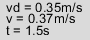 vd = 0.35m/s
v = 0.37m/s
t = 1.5s